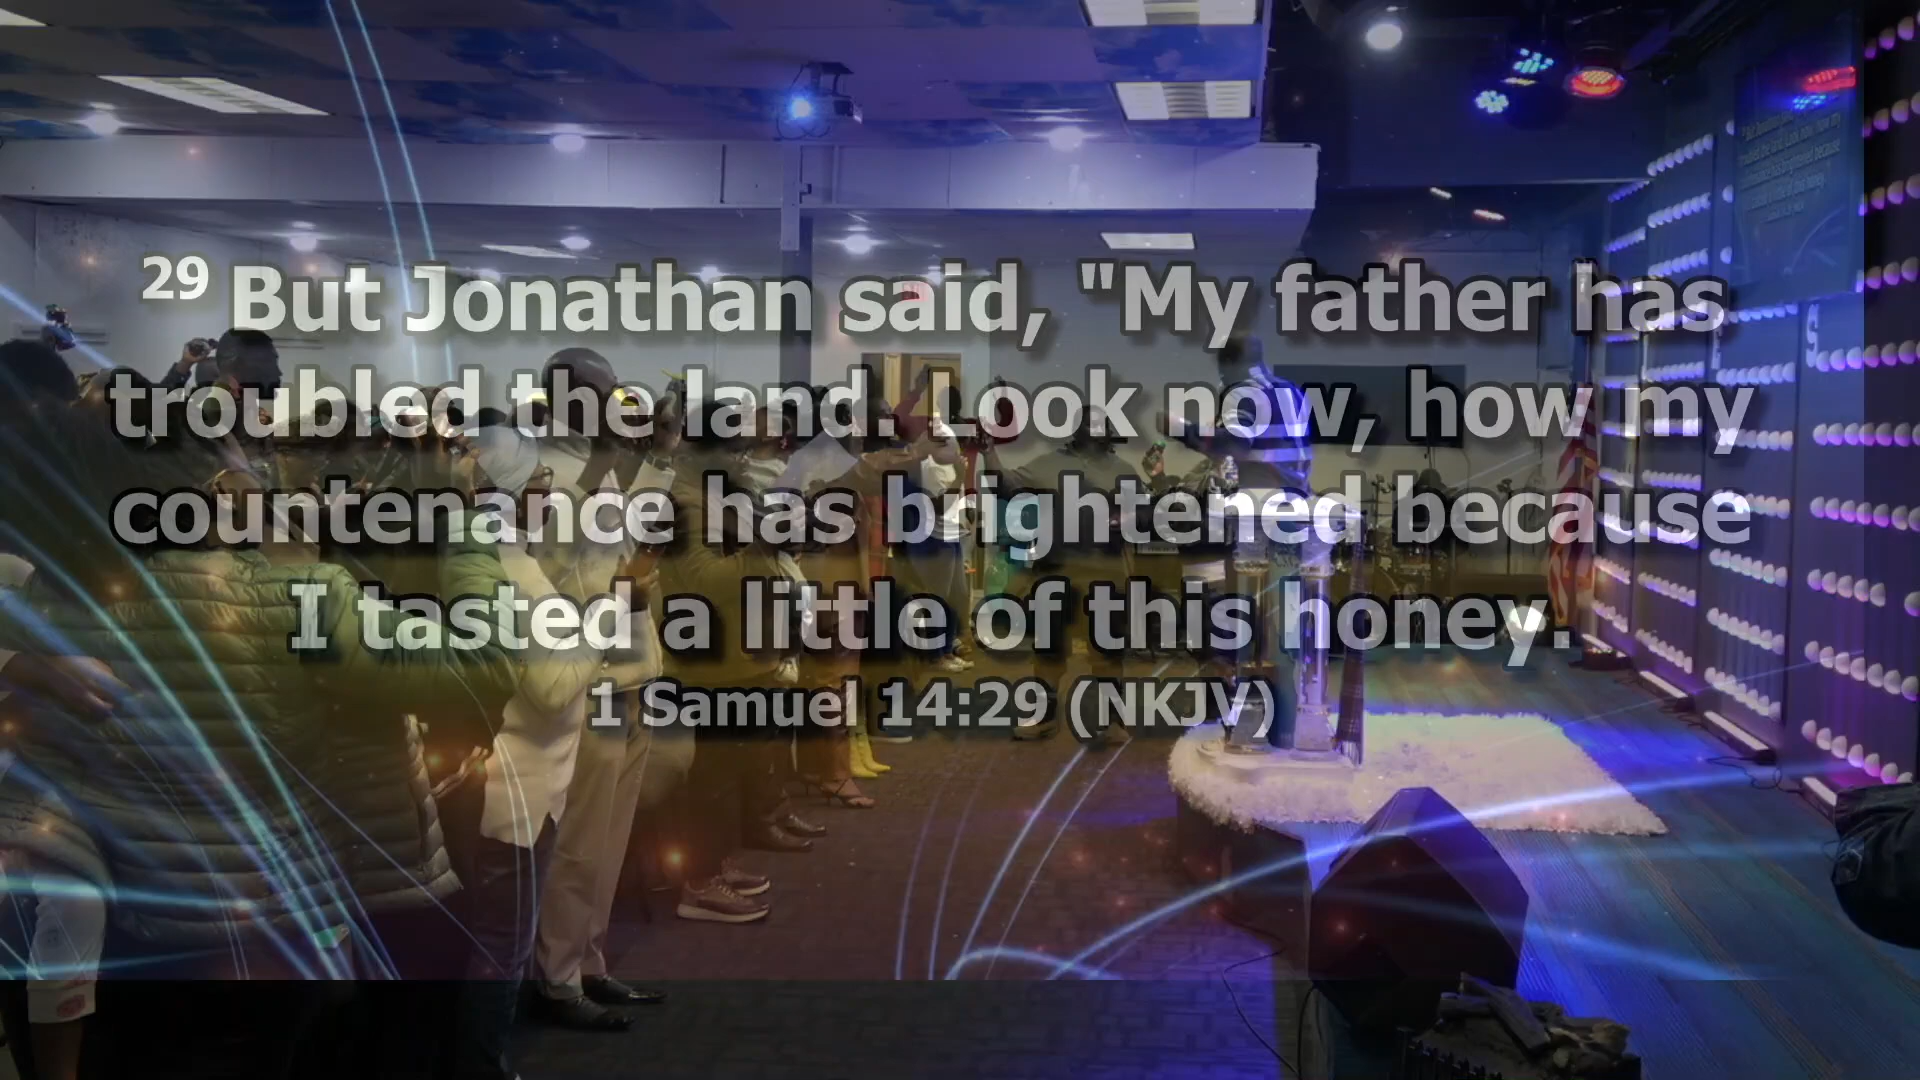 29 But Jonathan said, "My father has
troubled the land. Look now, how my
countenance has brightened because
I tasted a little of this honey.
1 Samuel 14:29 (NKJV)